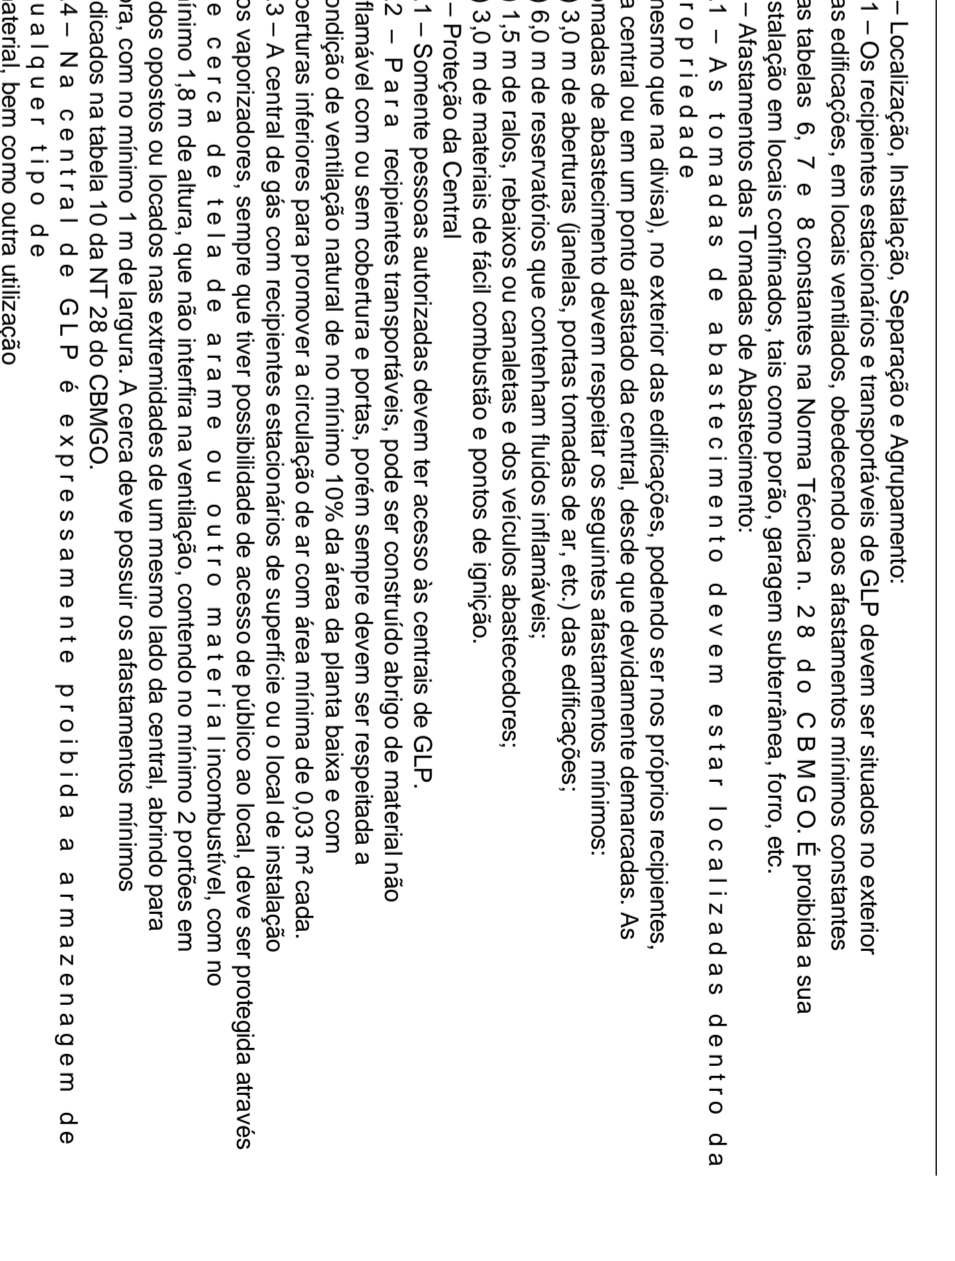 – Localização, Instalação, Separação e Agrupamento:
1 – Os recipientes estacionários e transportáveis de GLP devem ser situados no exterior
as edificações, em locais ventilados, obedecendo aos afastamentos mínimos constantes
as tabelas 6, 7 e 8 constantes na Norma Técnica n. 28 do CBMGO. É proibida a sua
stalação em locais confinados, tais como porão, garagem subterrânea, forro, etc.
– Afastamentos das Tomadas de Abastecimento:
.1 – As tomadas de abastecimento devem estar localizadas dentro da
ropriedade
mesmo que na divisa), no exterior das edificações, podendo ser nos próprios recipientes,
a central ou em um ponto afastado da central, desde que devidamente demarcadas. As
omadas de abastecimento devem respeitar os seguintes afastamentos mínimos:
) 3,0 m de aberturas (janelas, portas tomadas de ar, etc.) das edificações;
) 6,0 m de reservatórios que contenham fluídos inflamáveis;
) 1,5 m de ralos, rebaixos ou canaletas e dos veículos abastecedores;
) 3,0 m de materiais de fácil combustão e pontos de ignição.
– Proteção da Central
.1 – Somente pessoas autorizadas devem ter acesso às centrais de GLP.
.2 – Para recipientes transportáveis, pode ser construído abrigo de material não
flamável com ou sem cobertura e portas, porém sempre devem ser respeitada a
ondição de ventilação natural de no mínimo 10% da área da planta baixa e com
berturas inferiores para promover a circulação de ar com área mínima de 0,03 m² cada.
.3 – A central de gás com recipientes estacionários de superfície ou o local de instalação
os vaporizadores, sempre que tiver possibilidade de acesso de público ao local, deve ser protegida através
e cerca de tela de arame ou outro material incombustível, com no
ínimo 1,8 m de altura, que não interfira na ventilação, contendo no mínimo 2 portões em
dos opostos ou locados nas extremidades de um mesmo lado da central, abrindo para
ora, com no mínimo 1 m de largura. A cerca deve possuir os afastamentos mínimos
dicados na tabela 10 da NT 28 do CBMGO.
.4– Na central de GLP é expressamente proibida a armazenagem de
ualquer tipo de
aterial, bem como outra utilização